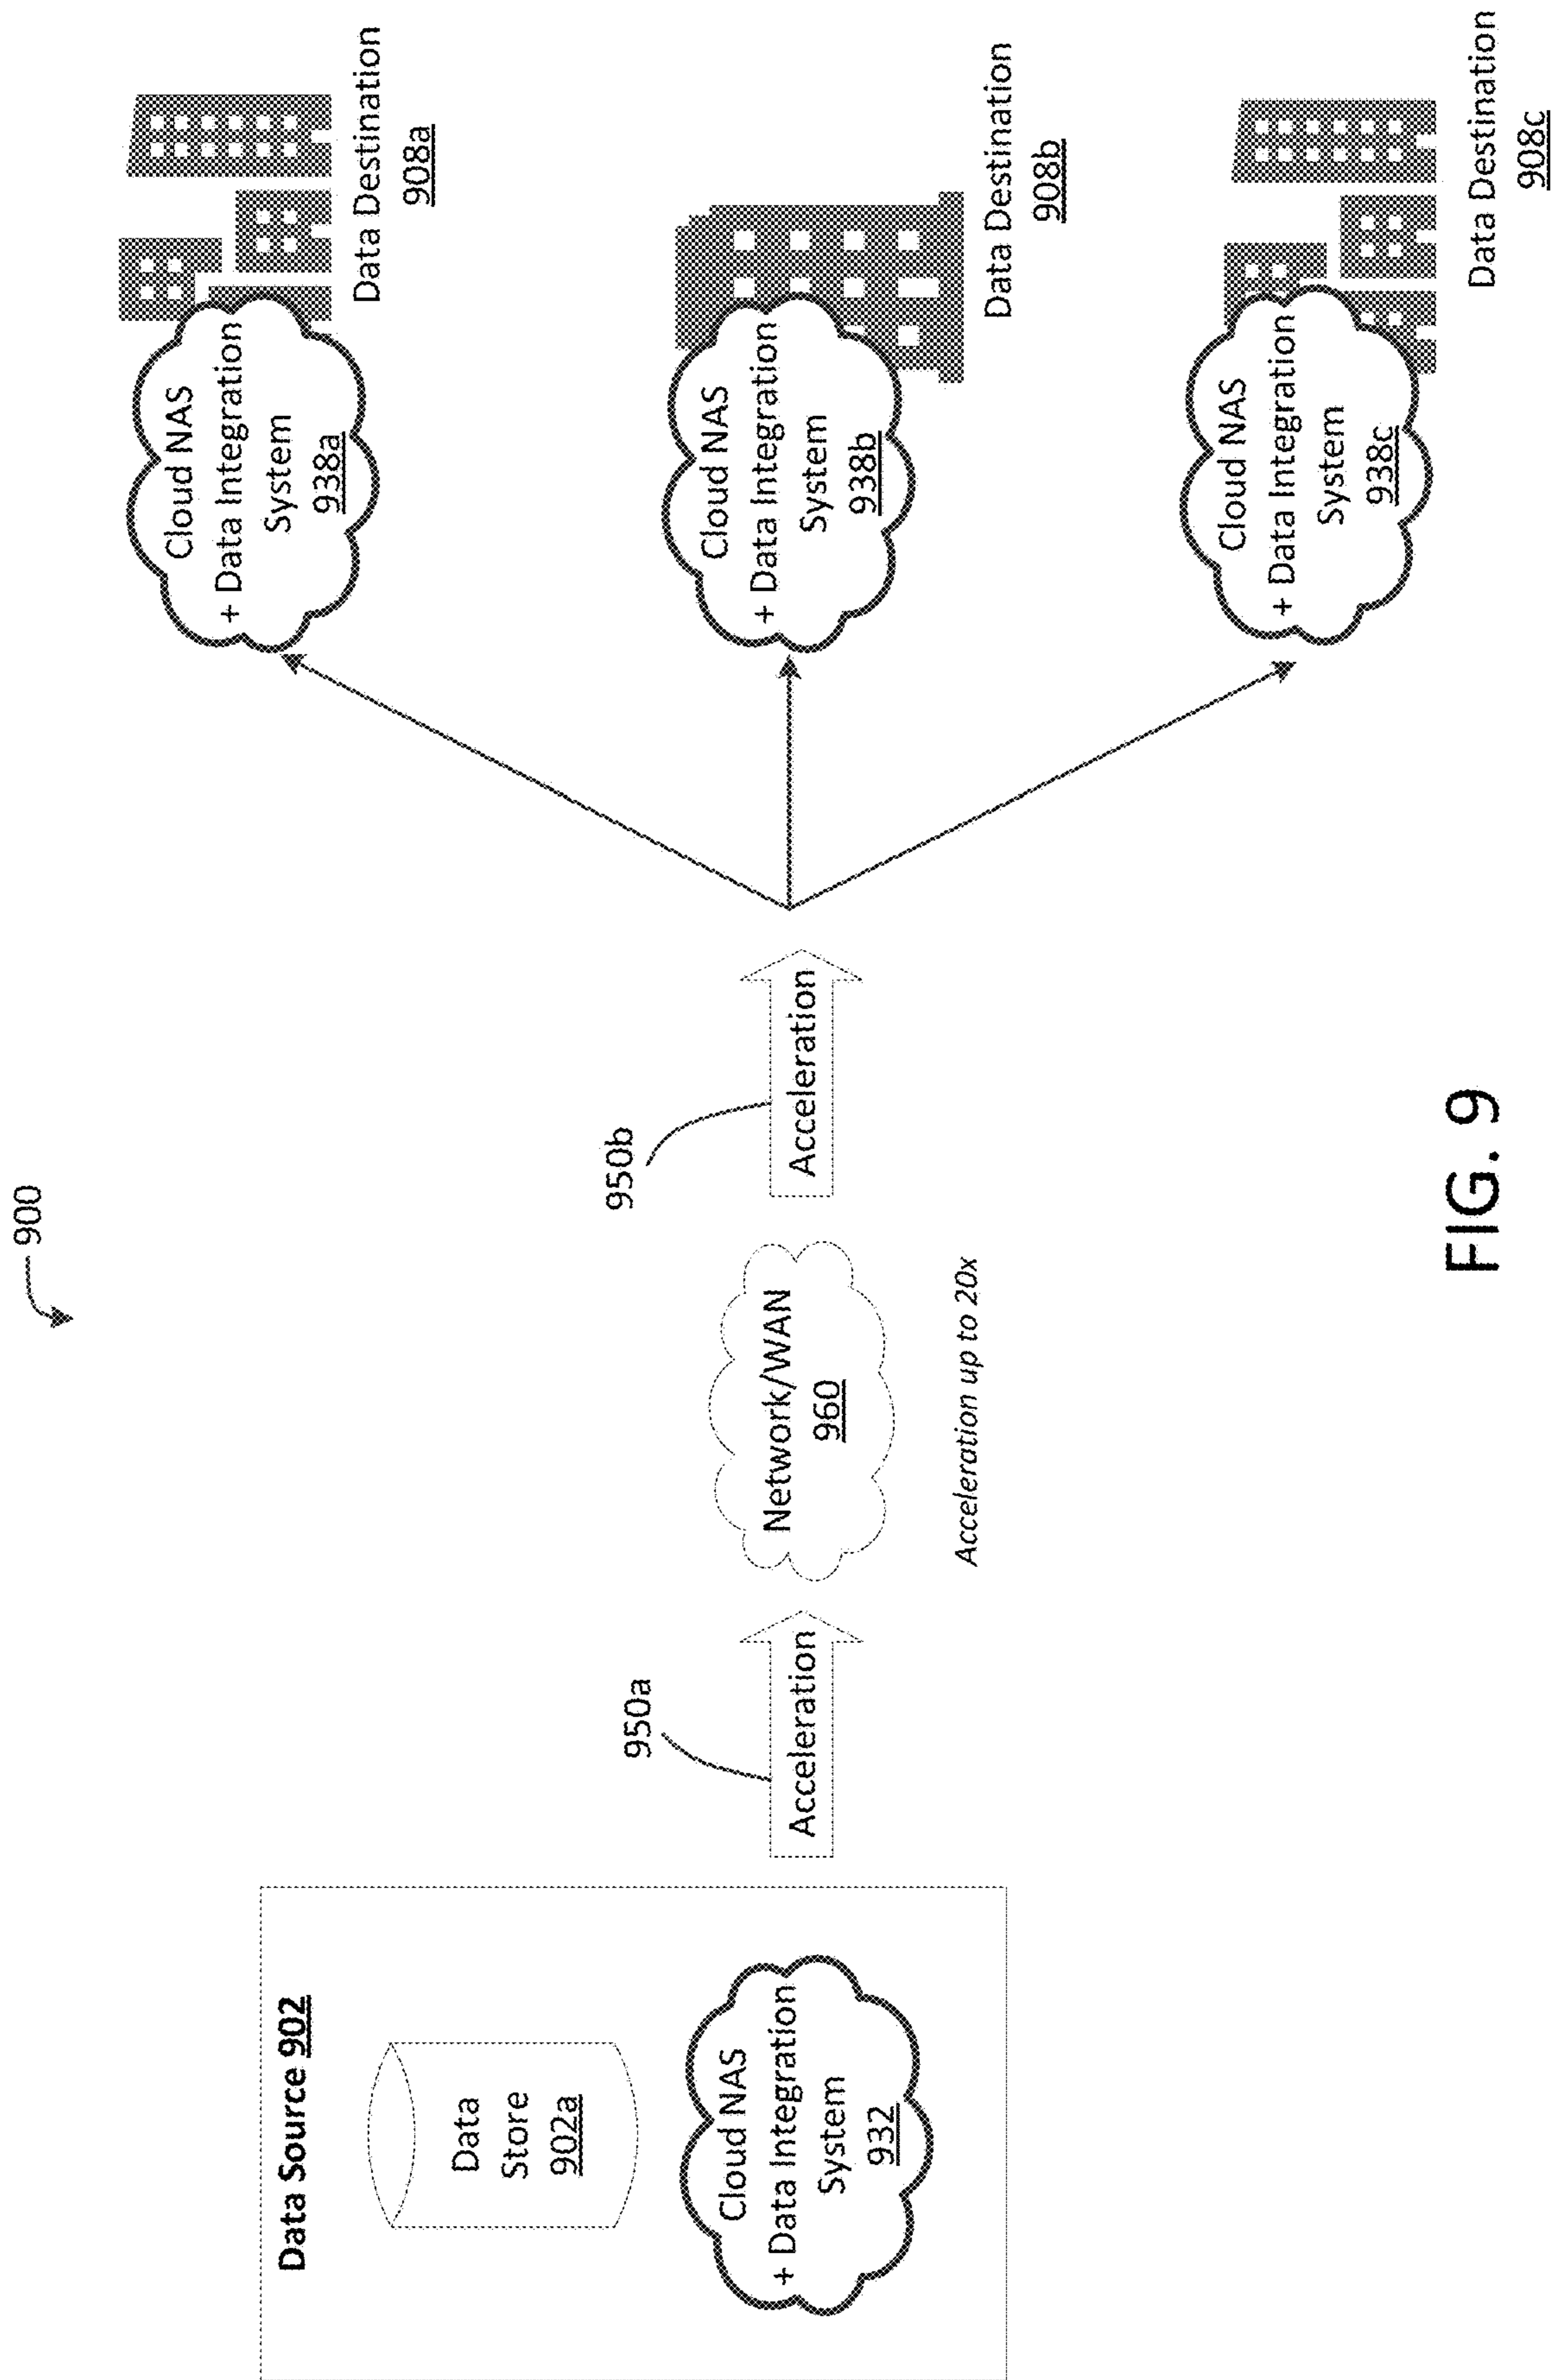 900
Data Source 902
Data
Store
902a
Cloud NAS
+ Data Integration
System
932
950a
Acceleration
Network/WAN
960
Acceleration up to 20x
950b
Acceleration
Cloud NAS
+ Data Integration
System
938a
Data Destination
908a
Cloud NAS
+ Data Integration
System
938b
Data Destination
908b
Cloud NAS
+ Data Integration
System
938c
Data Destination
908c
FIG. 9